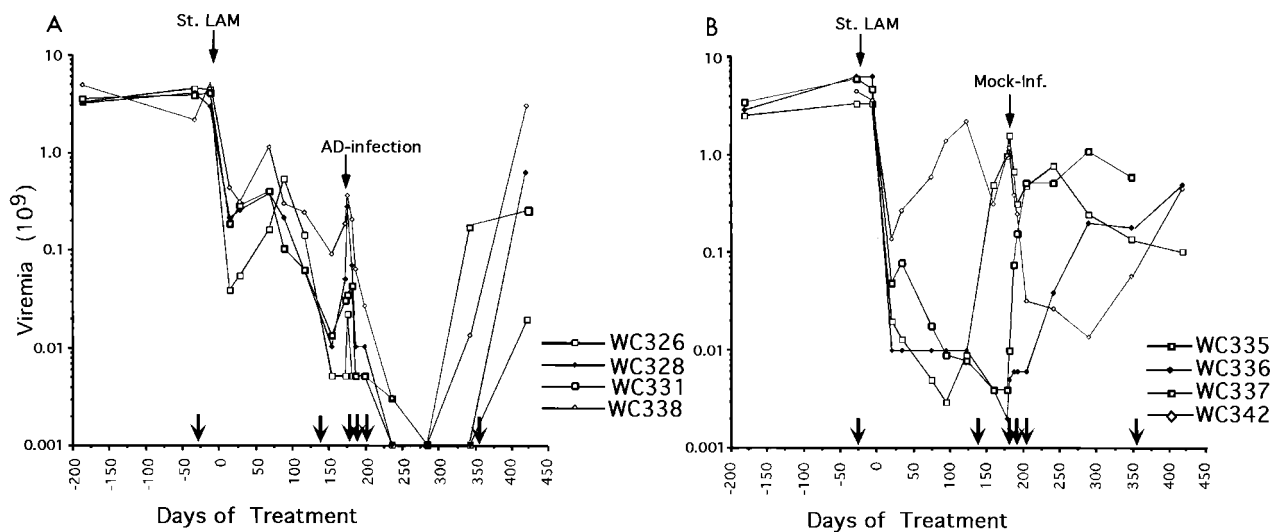 A
St. LAM
AD-infection
Viremia (10⁹)
10⁰
1.0
0.1
0.01
0.001
-200
-150
-100
-50
0
50
100
150
200
250
300
350
400
450
Days of Treatment
WC326
WC328
WC331
WC338
B
St. LAM
Mock-Inf.
10⁰
1.0
0.1
0.01
0.001
-200
-150
-100
-50
0
50
100
150
200
250
300
350
400
450
Days of Treatment
WC335
WC336
WC337
WC342